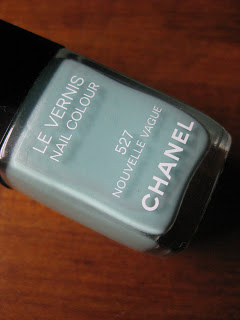 LE VERNIS
NAIL COLOUR
527
NOUVELLE VAGUE
CHANEL